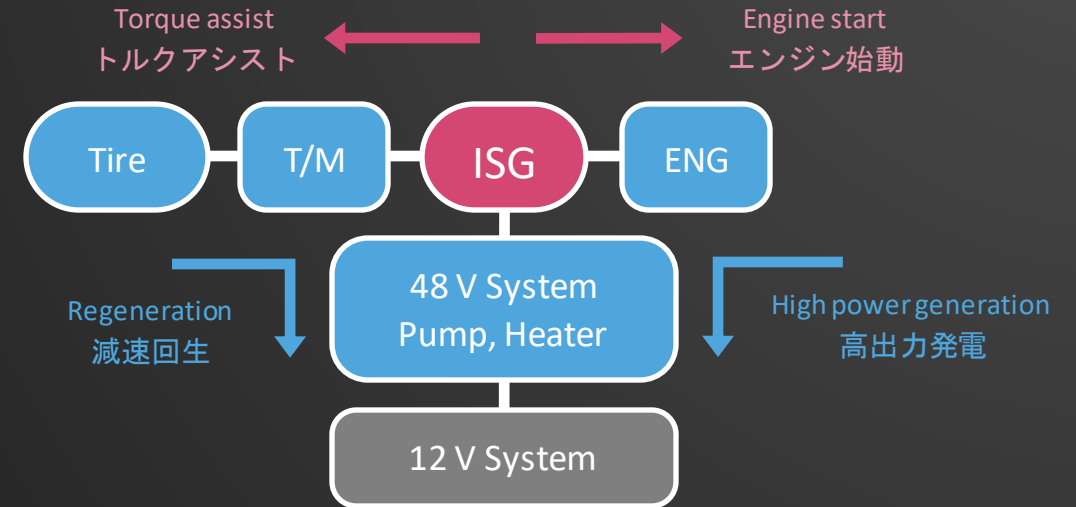 Torque assist
トルクアシスト
Engine start
エンジン始動
Tire
T/M
ISG
ENG
48 V System
Pump, Heater
Regeneration
減速回生
High power generation
高出力発電
12 V System